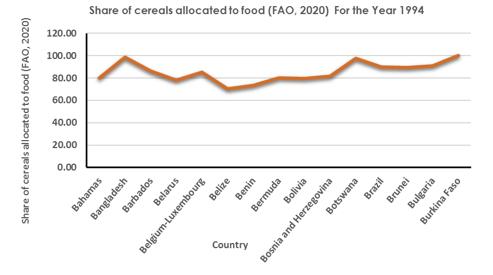 Share of cereals allocated to food (FAO, 2020) For the Year 1994
Share of cereals allocated to food (FAO, 2020)
120.00
100.00
80.00
60.00
40.00
20.00
0.00
Bahamas
Bangladesh
Barbados
Belarus
Belgium-Luxembourg
Belize
Benin
Bermuda
Bolivia
Bosnia and Herzegovina
Botswana
Brazil
Brunei
Bulgaria
Burkina Faso
Country